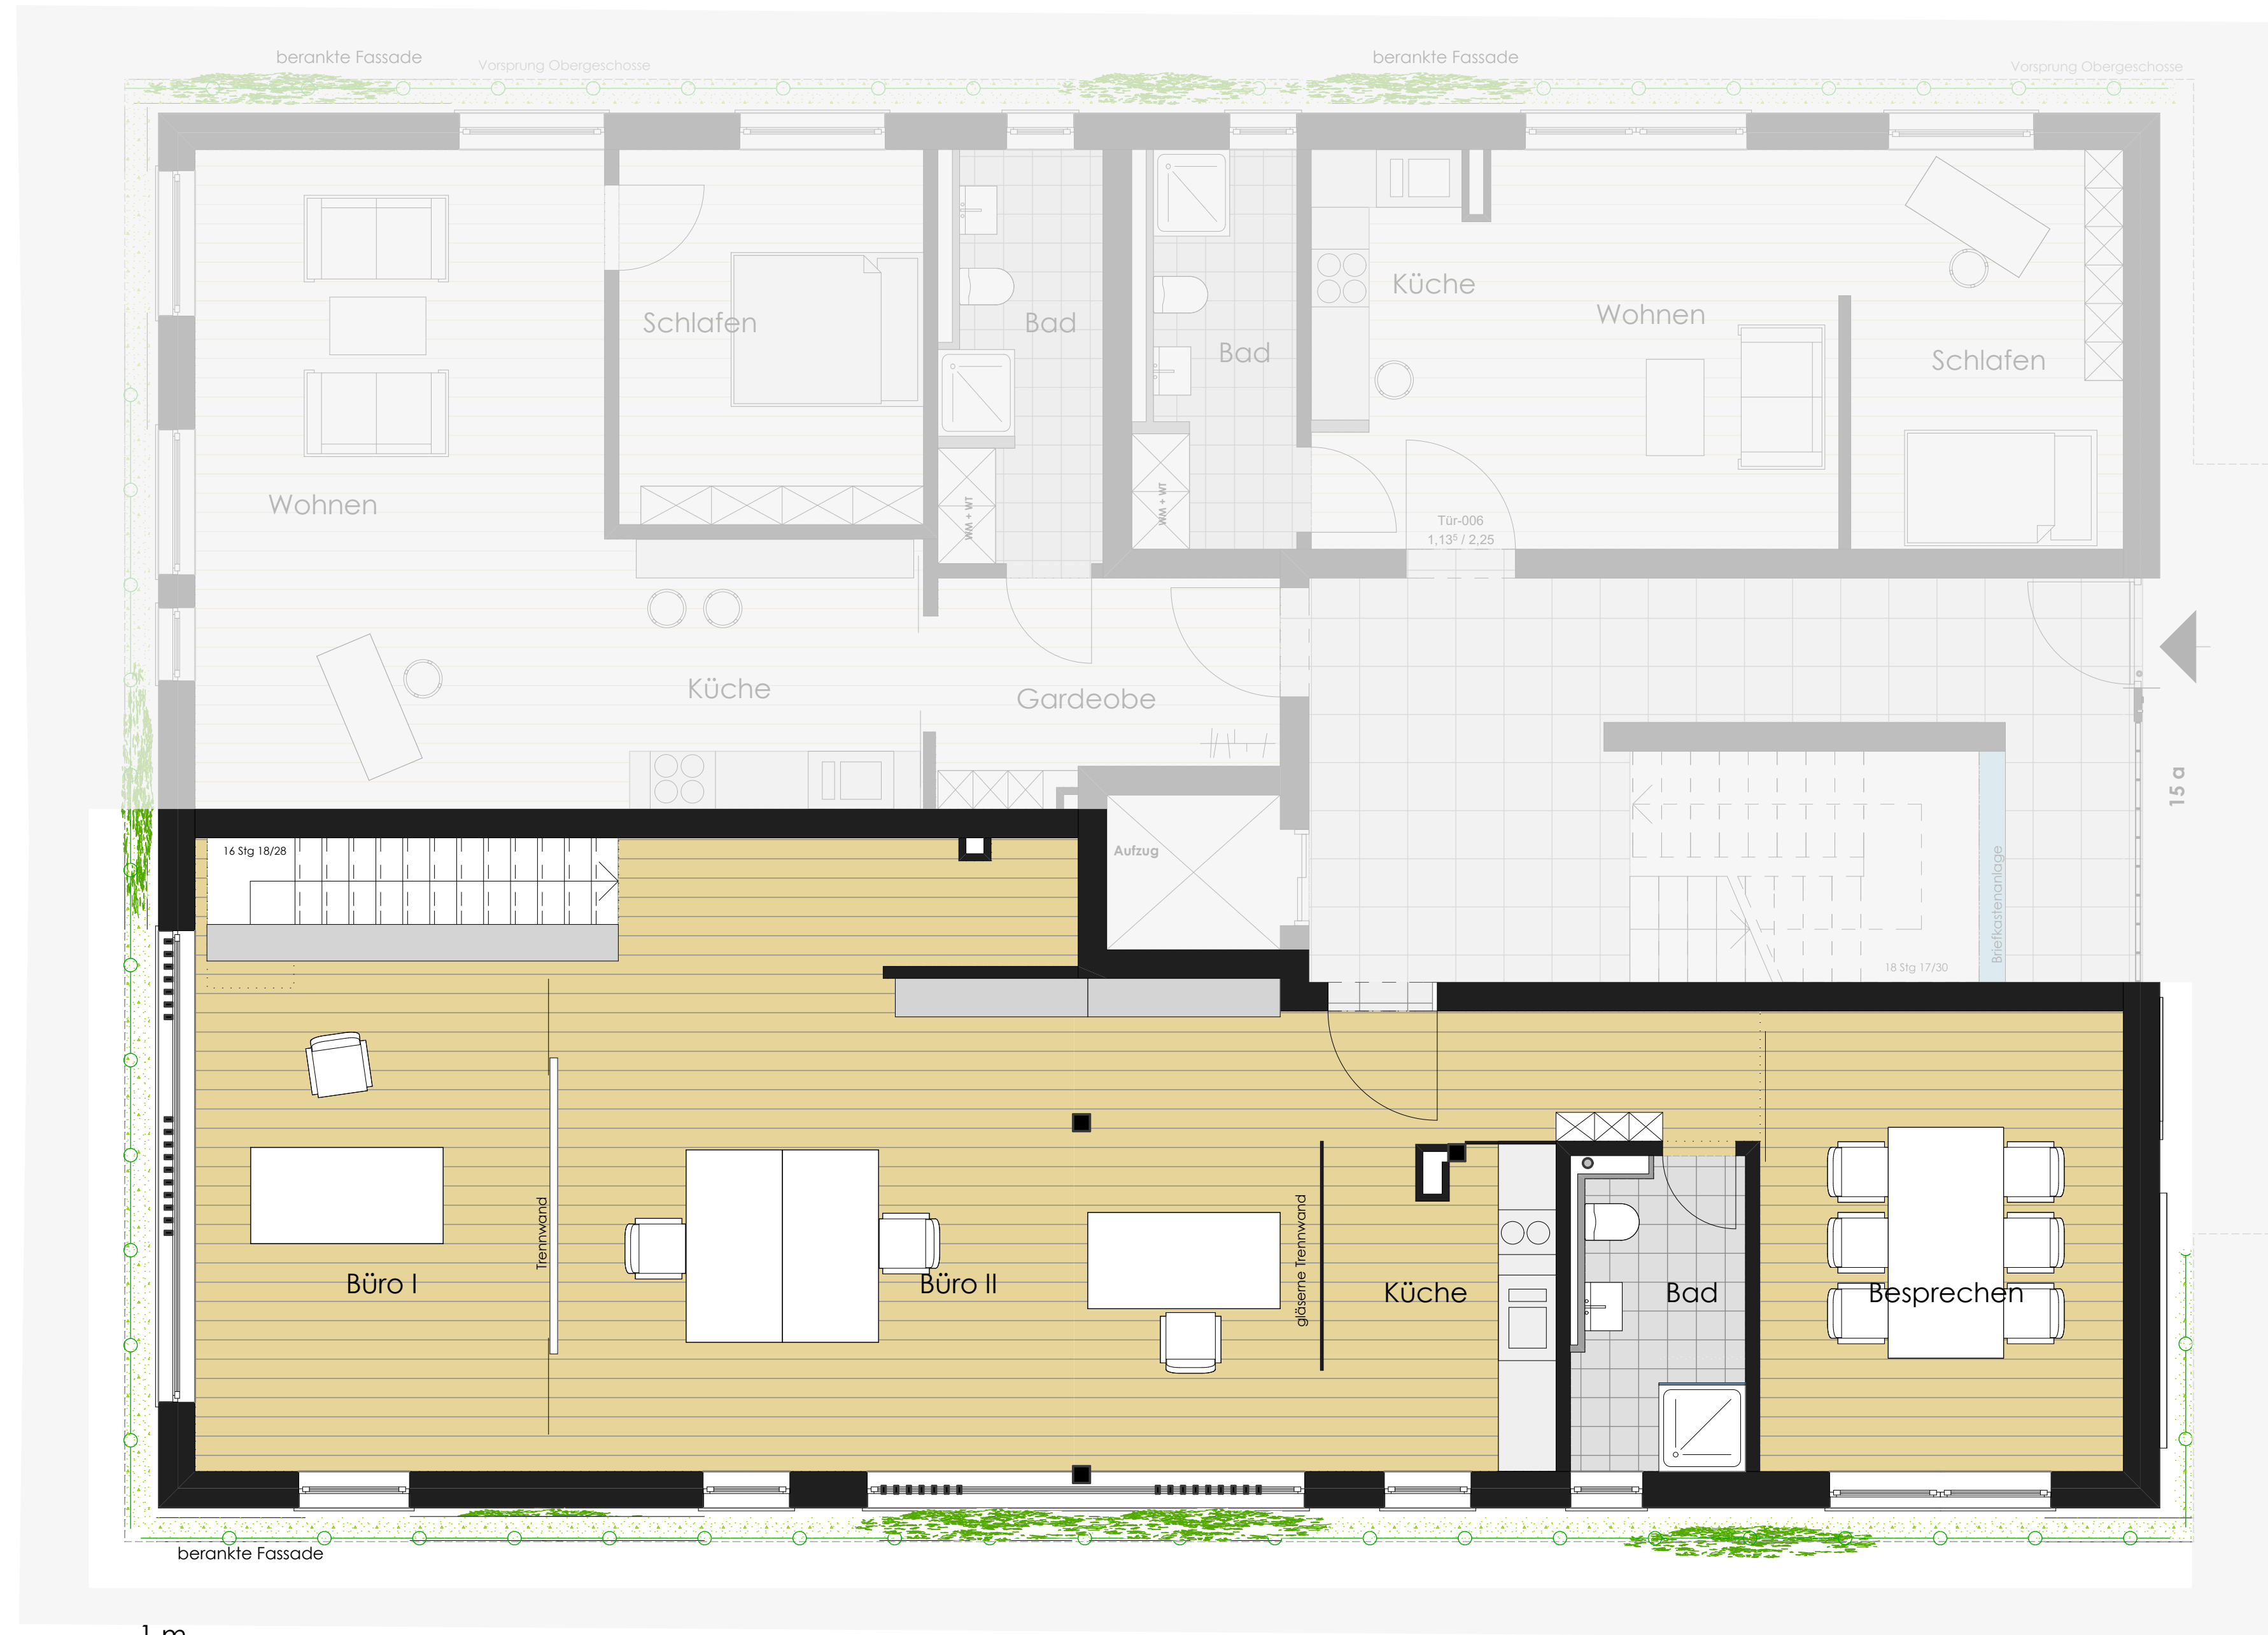 berankte Fassade
Vorsprung Obergeschosse
berankte Fassade
Vorsprung Obergeschosse
Küche
Wohnen
Schlafen
Bad
Bad
Schlafen
Wohnen
WM + WT
WM + WT
Tür-006
1,13⁵ / 2,25
Küche
Gardeobe
15 a
16 Stg 18/28
Aufzug
Briefkastenanlage
18 Stg 17/30
Trennwand
gläserne Trennwand
Büro I
Büro II
Küche
Bad
Besprechen
berankte Fassade
1 m